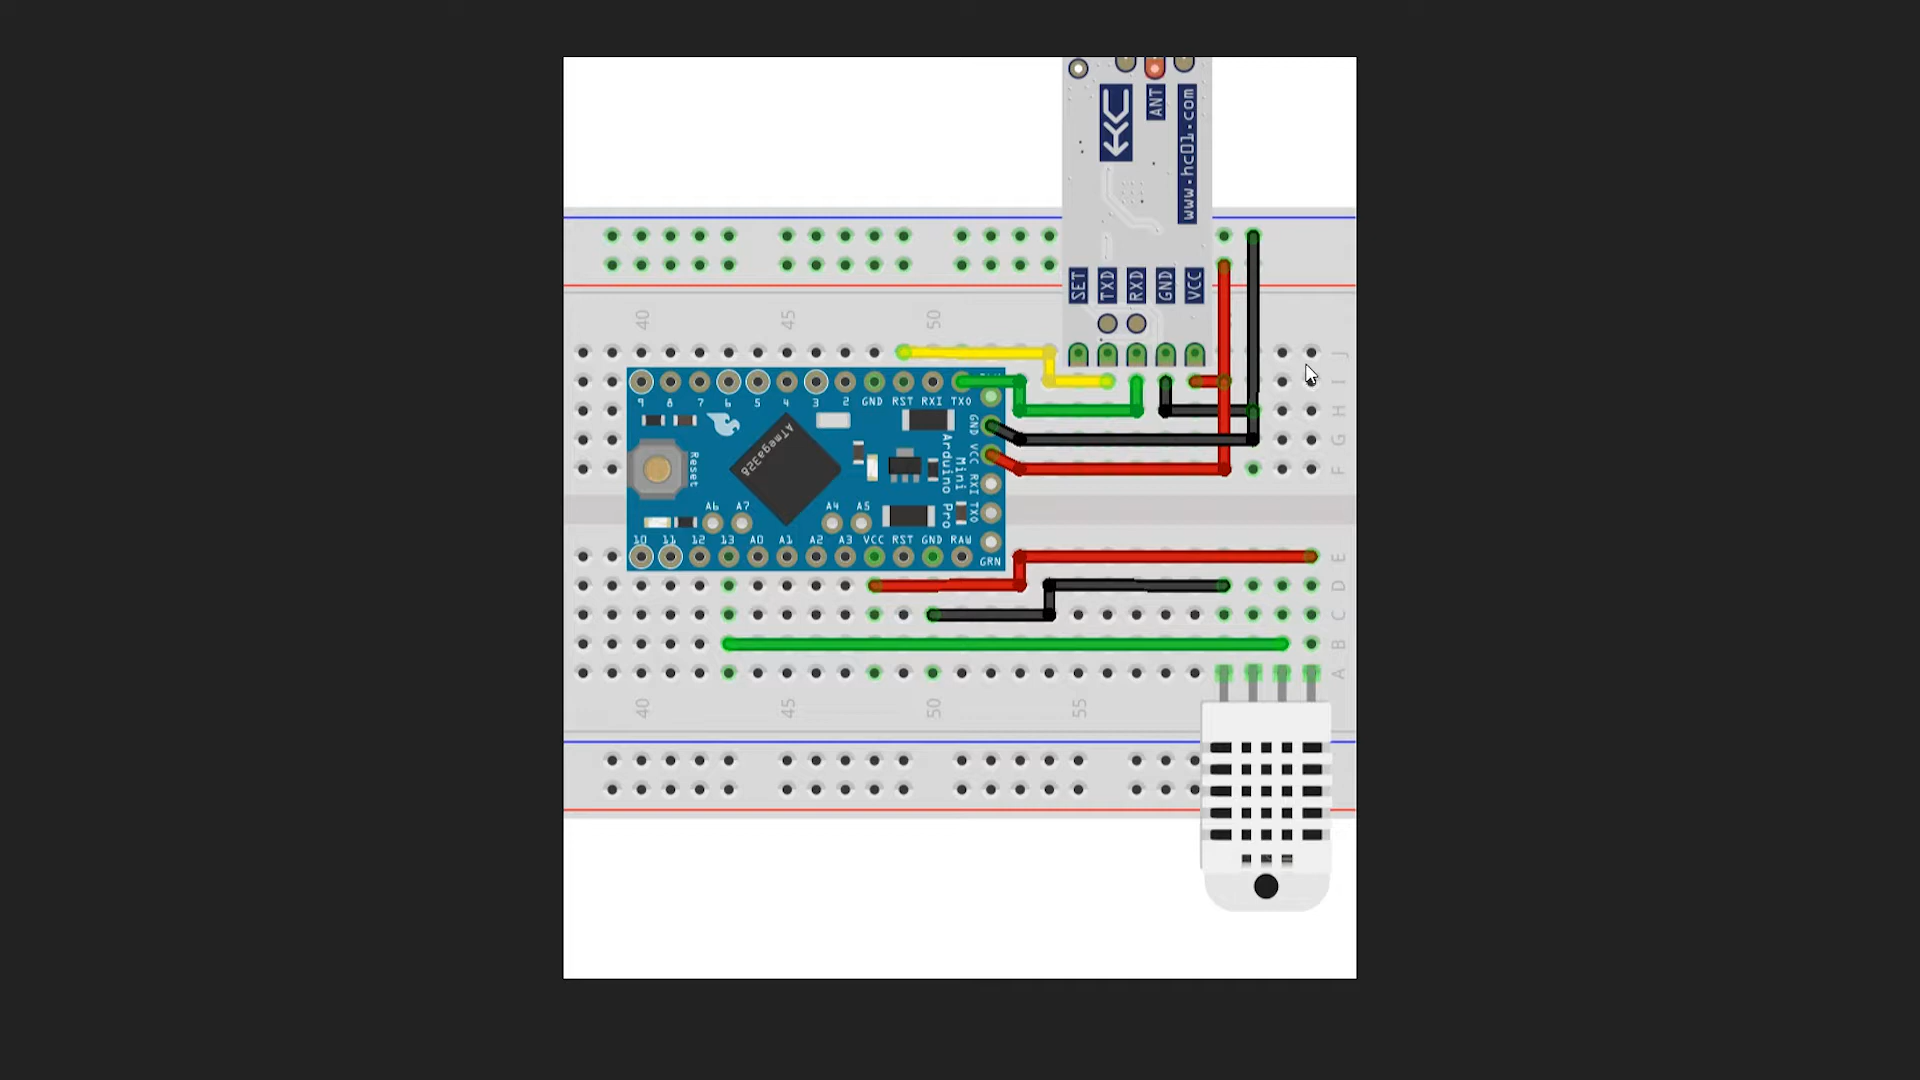 ANT
www.hc01.com
SET TXD RXD GND VCC
40 45 50
J
I
H
G
F
9 8 7 6 5 4 3 2 GND RST RXI TXO
GND
VCC
RXI
TXO
GRN
Reset
ATmega328
Arduino Pro
Mini
A6 A7 A4 A5
10 11 12 13 A0 A1 A2 A3 VCC RST GND RAW
E
D
C
B
A
40 45 50 55